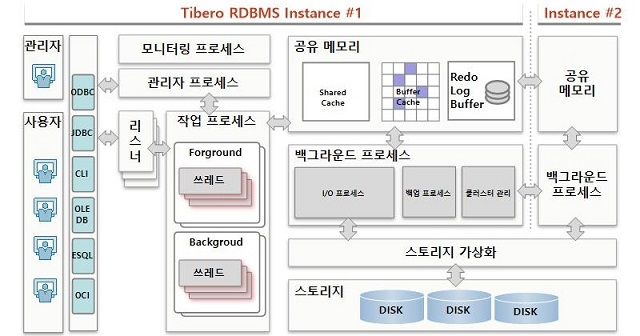 Tibero RDBMS Instance #1
Instance #2
관리자
사용자
ODBC
JDBC
CLI
OLE
DB
ESQL
OCI
모니터링 프로세스
관리자 프로세스
리
스
너
작업 프로세스
Forground
쓰레드
Backgroud
쓰레드
공유 메모리
Shared
Cache
Buffer
Cache
Redo
Log
Buffer
백그라운드 프로세스
I/O 프로세스
백업 프로세스
클러스터 관리
공유
메모리
백그라운드
프로세스
스토리지 가상화
스토리지
DISK
DISK
DISK